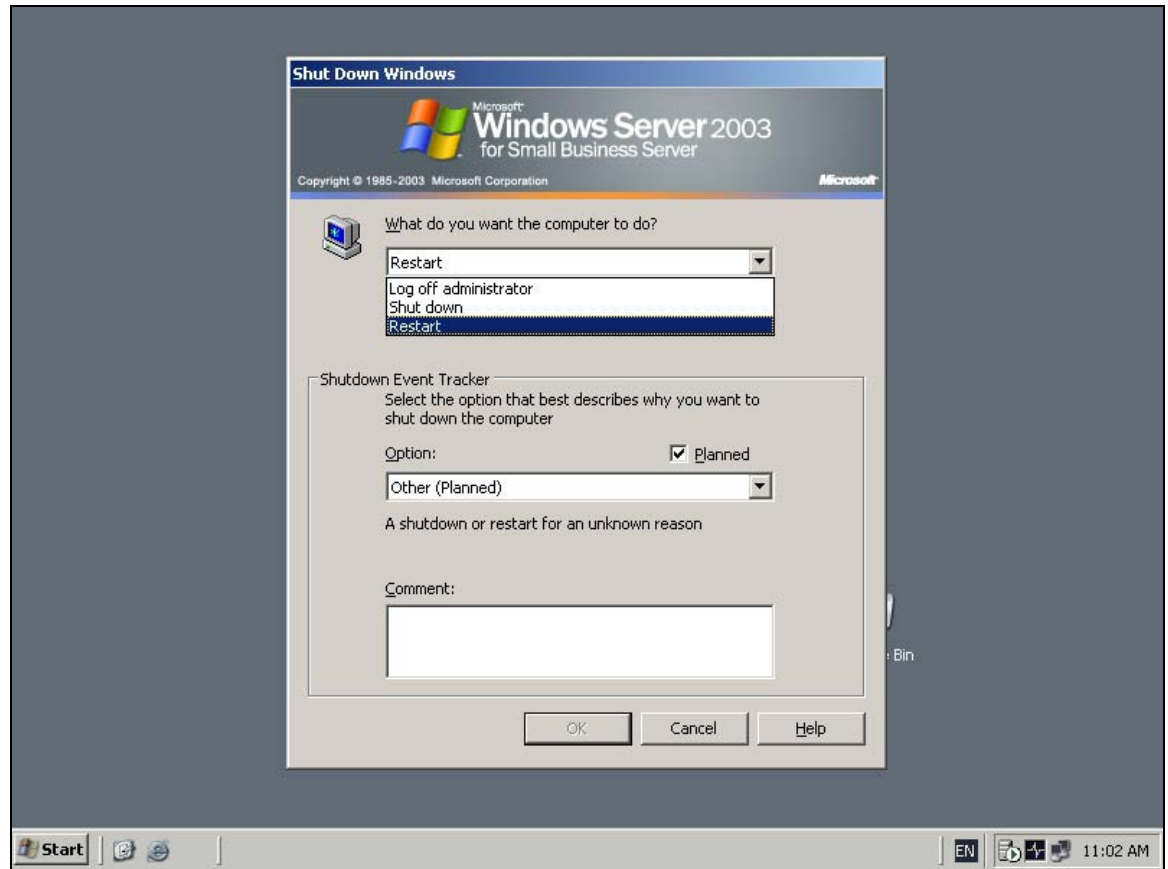 Shut Down Windows
Microsoft
Windows Server 2003
for Small Business Server
Copyright © 1985-2003 Microsoft Corporation
Microsoft
What do you want the computer to do?
Restart
Log off administrator
Shut down
Restart
Shutdown Event Tracker
Select the option that best describes why you want to
shut down the computer
Option:
Planned
Other (Planned)
A shutdown or restart for an unknown reason
Comment:
Bin
OK
Cancel
Help
Start
EN
11:02 AM